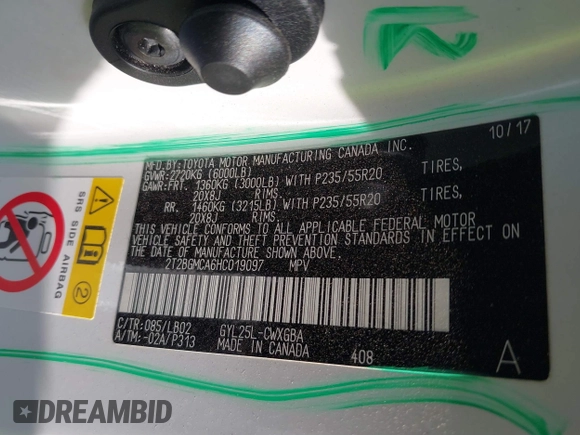 10/17
MFD.BY:TOYOTA MOTOR MANUFACTURING CANADA INC.
GVWR:2720KG (6000LB)
GAWR:FRT. 1360KG (3000LB) WITH P235/55R20 TIRES,
20X8J RIMS.
RR. 1460KG (3215LB) WITH P235/55R20 TIRES,
20X8J RIMS.
THIS VEHICLE CONFORMS TO ALL APPLICABLE FEDERAL MOTOR
VEHICLE SAFETY AND THEFT PREVENTION STANDARDS IN EFFECT ON
THE DATE OF MANUFACTURE SHOWN ABOVE.
2T2BGMCA6HC019097 MPV
C/TR:085/LB02 GYL25L-CWXGBA
A/TM:-02A/P313 MADE IN CANADA 408 A
SRS SIDE AIRBAG
2
DREAMBID